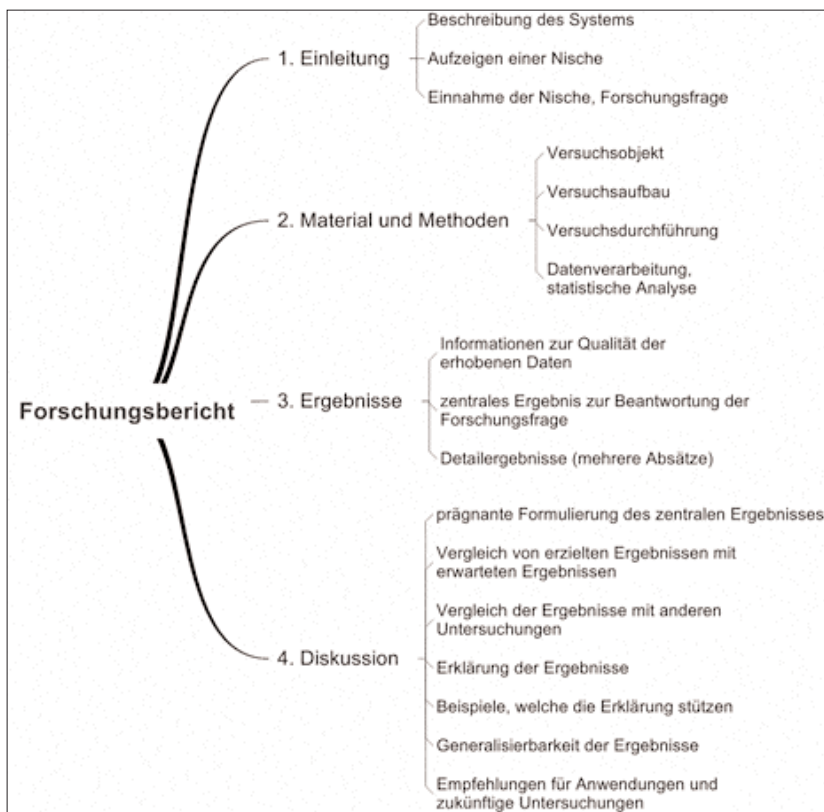 Forschungsbericht
1. Einleitung
Beschreibung des Systems
Aufzeigen einer Nische
Einnahme der Nische, Forschungsfrage
2. Material und Methoden
Versuchsobjekt
Versuchsaufbau
Versuchsdurchführung
Datenverarbeitung,
statistische Analyse
3. Ergebnisse
Informationen zur Qualität der
erhobenen Daten
zentrales Ergebnis zur Beantwortung der
Forschungsfrage
Detailergebnisse (mehrere Absätze)
4. Diskussion
prägnante Formulierung des zentralen Ergebnisses
Vergleich von erzielten Ergebnissen mit
erwarteten Ergebnissen
Vergleich der Ergebnisse mit anderen
Untersuchungen
Erklärung der Ergebnisse
Beispiele, welche die Erklärung stützen
Generalisierbarkeit der Ergebnisse
Empfehlungen für Anwendungen und
zukünftige Untersuchungen